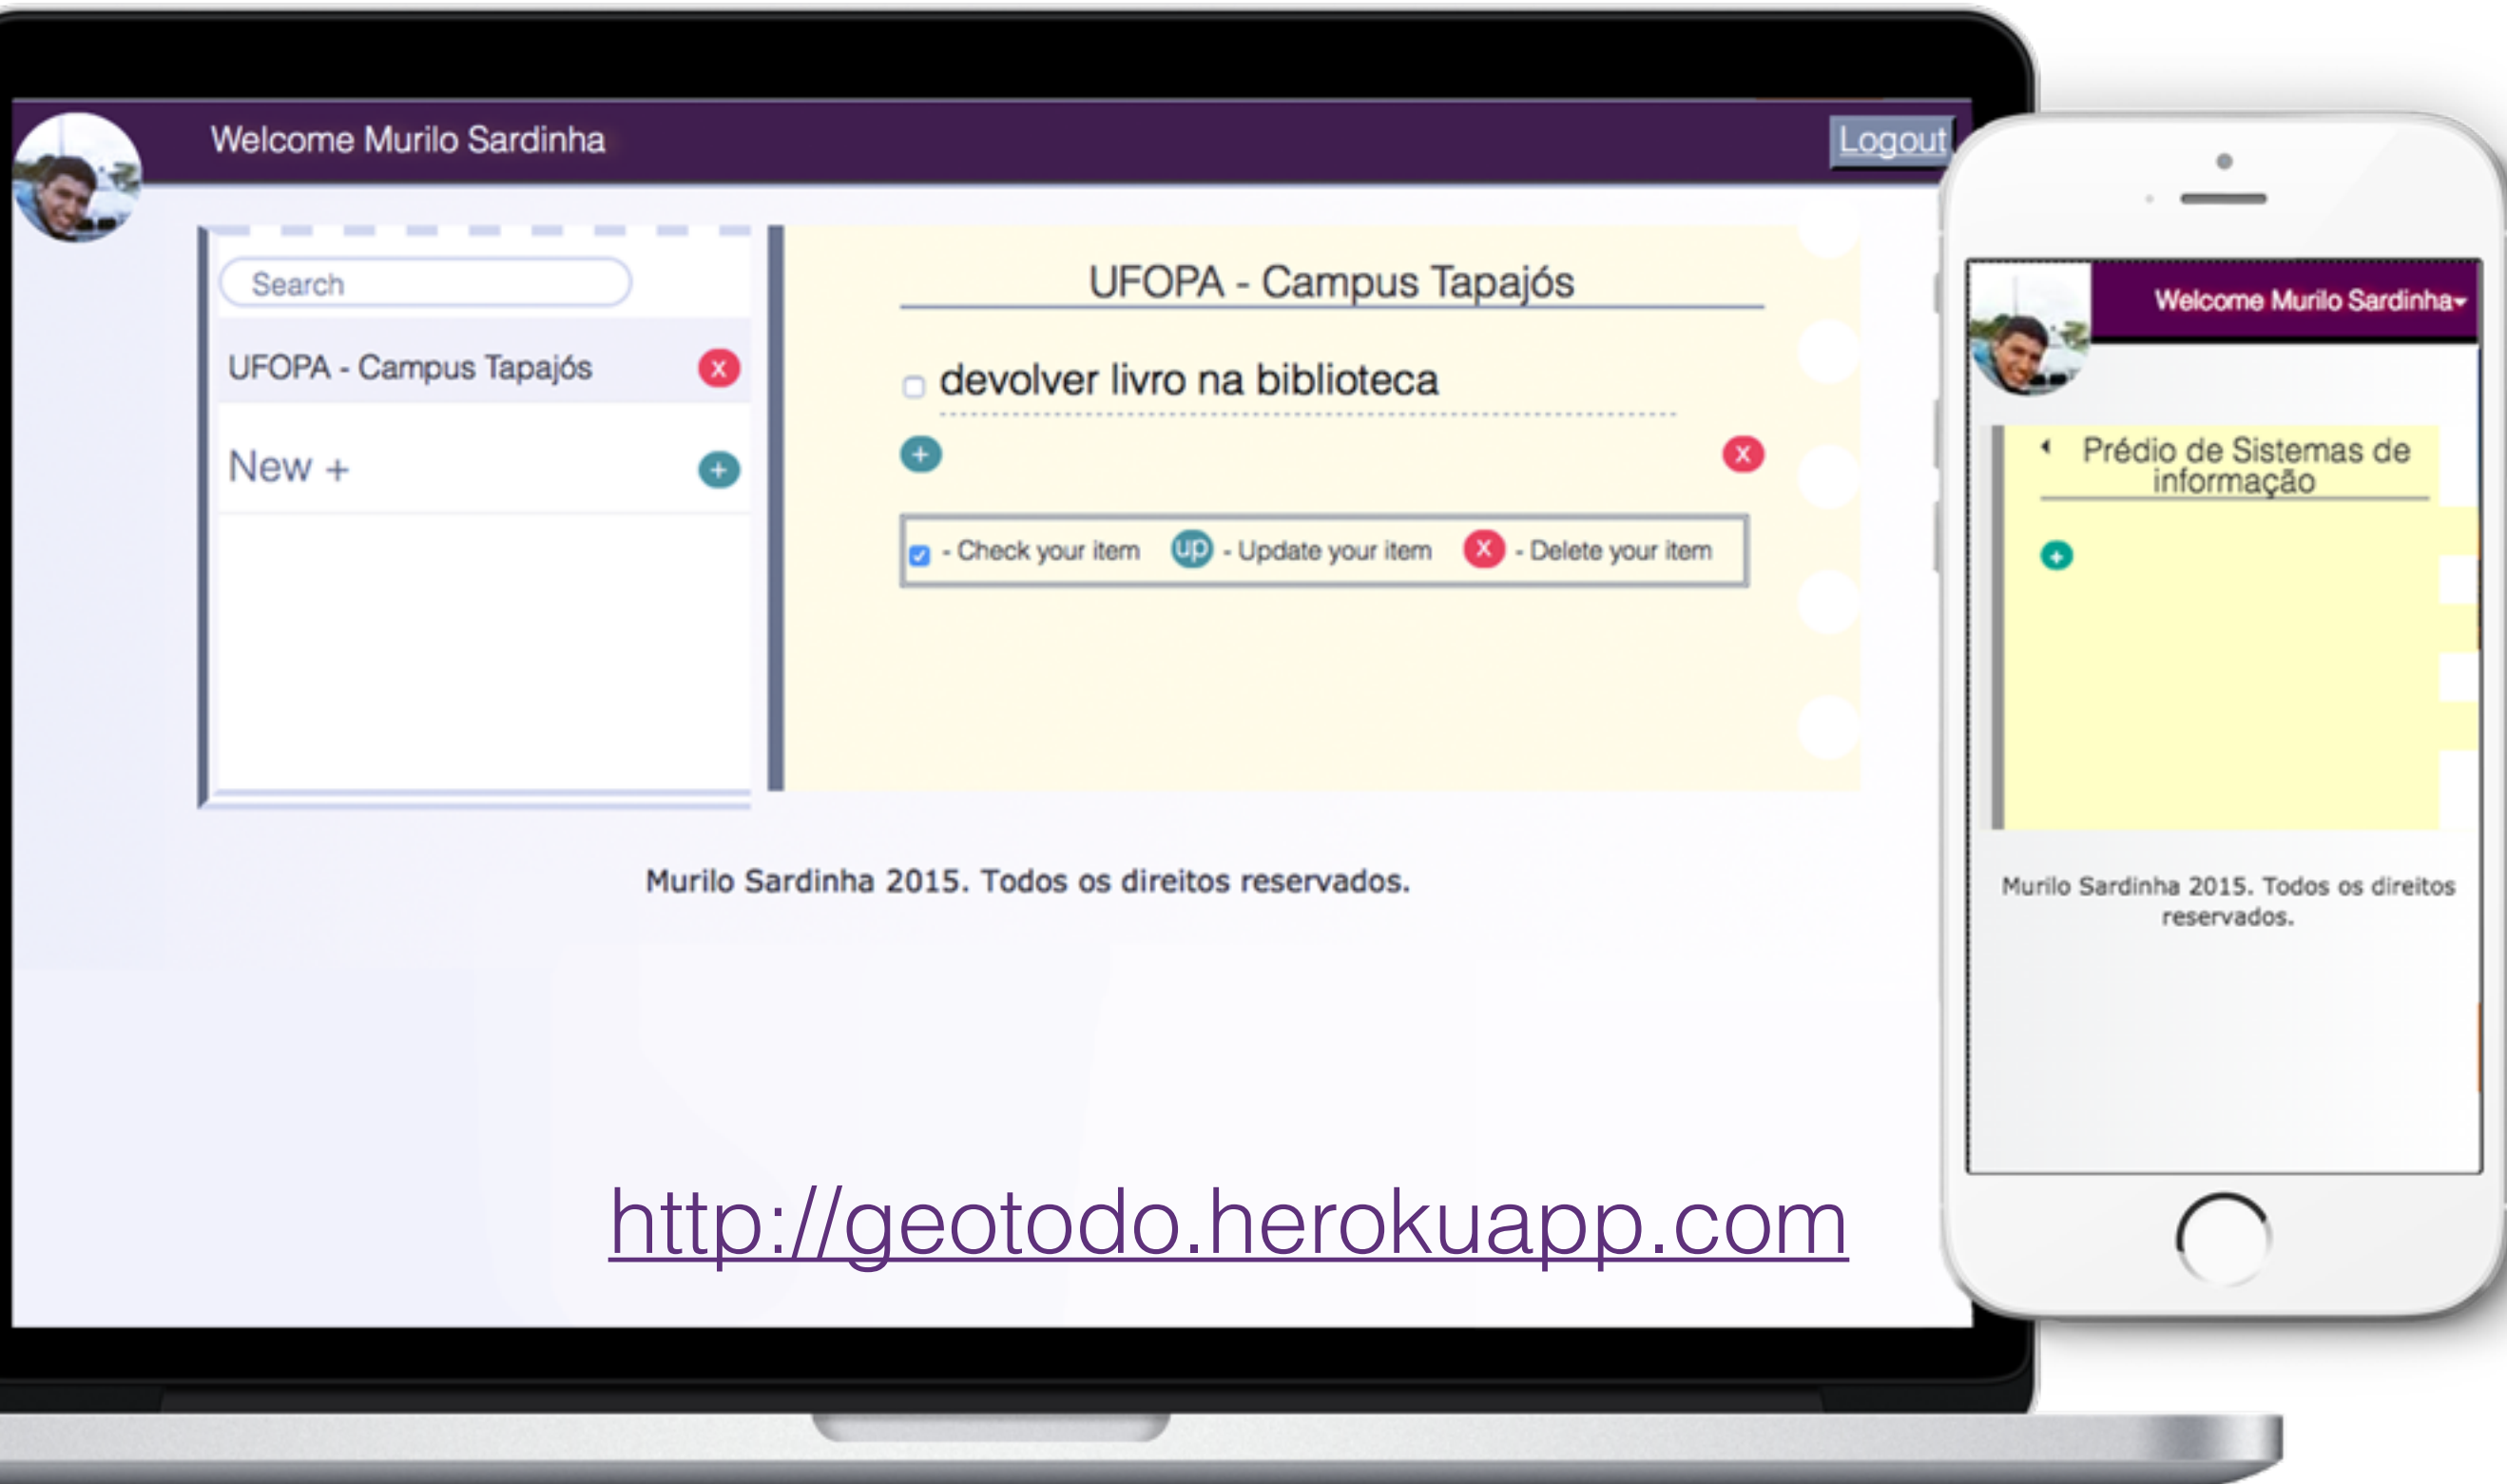 Welcome Murilo Sardinha
Logout
Search
UFOPA - Campus Tapajós
x
New +
+
UFOPA - Campus Tapajós
devolver livro na biblioteca
+
x
- Check your item up - Update your item x - Delete your item
Murilo Sardinha 2015. Todos os direitos reservados.
http://geotodo.herokuapp.com
Welcome Murilo Sardinha
Prédio de Sistemas de
informação
+
Murilo Sardinha 2015. Todos os direitos
reservados.